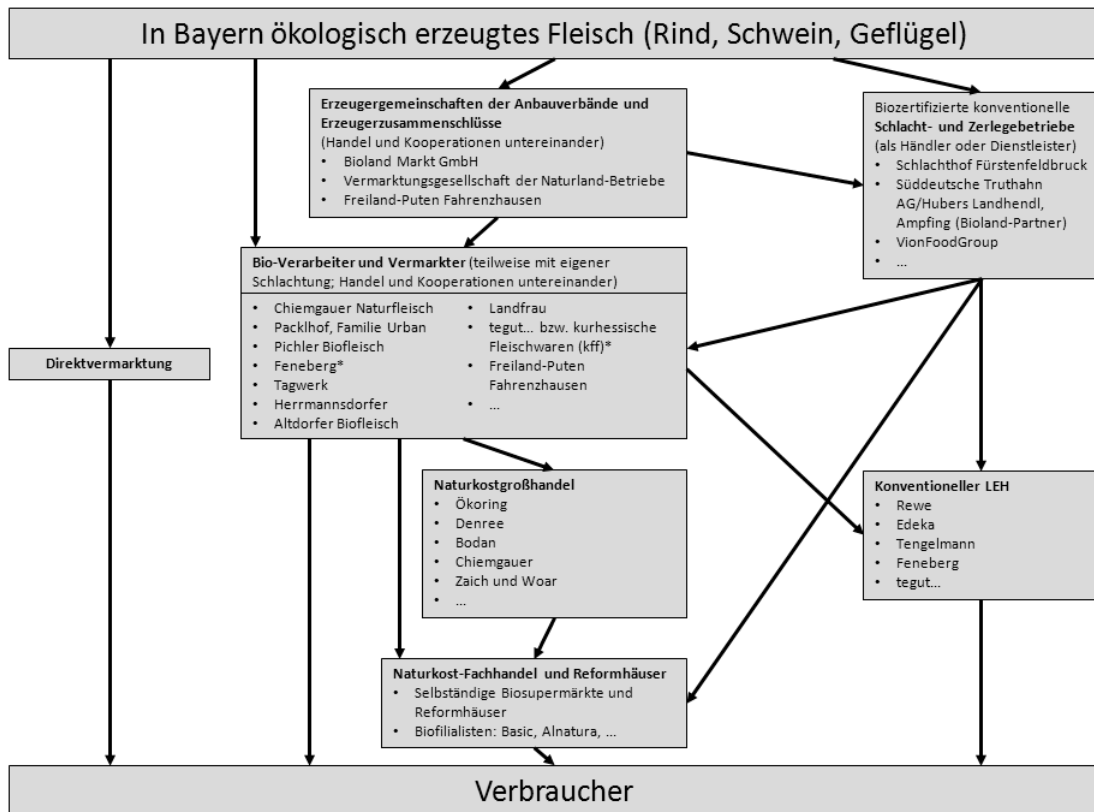 In Bayern ökologisch erzeugtes Fleisch (Rind, Schwein, Geflügel)
Erzeugergemeinschaften der Anbauverbände und
Erzeugerzusammenschlüsse
(Handel und Kooperationen untereinander)
• Bioland Markt GmbH
• Vermarktungsgesellschaft der Naturland-Betriebe
• Freiland-Puten Fahrenzhausen
Biozertifizierte konventionelle
Schlacht- und Zerlegebetriebe
(als Händler oder Dienstleister)
• Schlachthof Fürstenfeldbruck
• Süddeutsche Truthahn
AG/Hubers Landhendl,
Ampfing (Bioland-Partner)
• VionFoodGroup
• ...
Bio-Verarbeiter und Vermarkter (teilweise mit eigener
Schlachtung; Handel und Kooperationen untereinander)
• Chiemgauer Naturfleisch
• Packlhof, Familie Urban
• Pichler Biofleisch
• Feneberg*
• Tagwerk
• Herrmannsdorfer
• Altdorfer Biofleisch
• Landfrau
• tegut... bzw. kurhessische
Fleischwaren (kff)*
• Freiland-Puten
Fahrenzhausen
• ...
Direktvermarktung
Naturkostgroßhandel
• Ökoring
• Denree
• Bodan
• Chiemgauer
• Zaich und Woar
• ...
Konventioneller LEH
• Rewe
• Edeka
• Tengelmann
• Feneberg
• tegut...
Naturkost-Fachhandel und Reformhäuser
• Selbständige Biosupermärkte und
Reformhäuser
• Biofilialisten: Basic, Alnatura, ...
Verbraucher